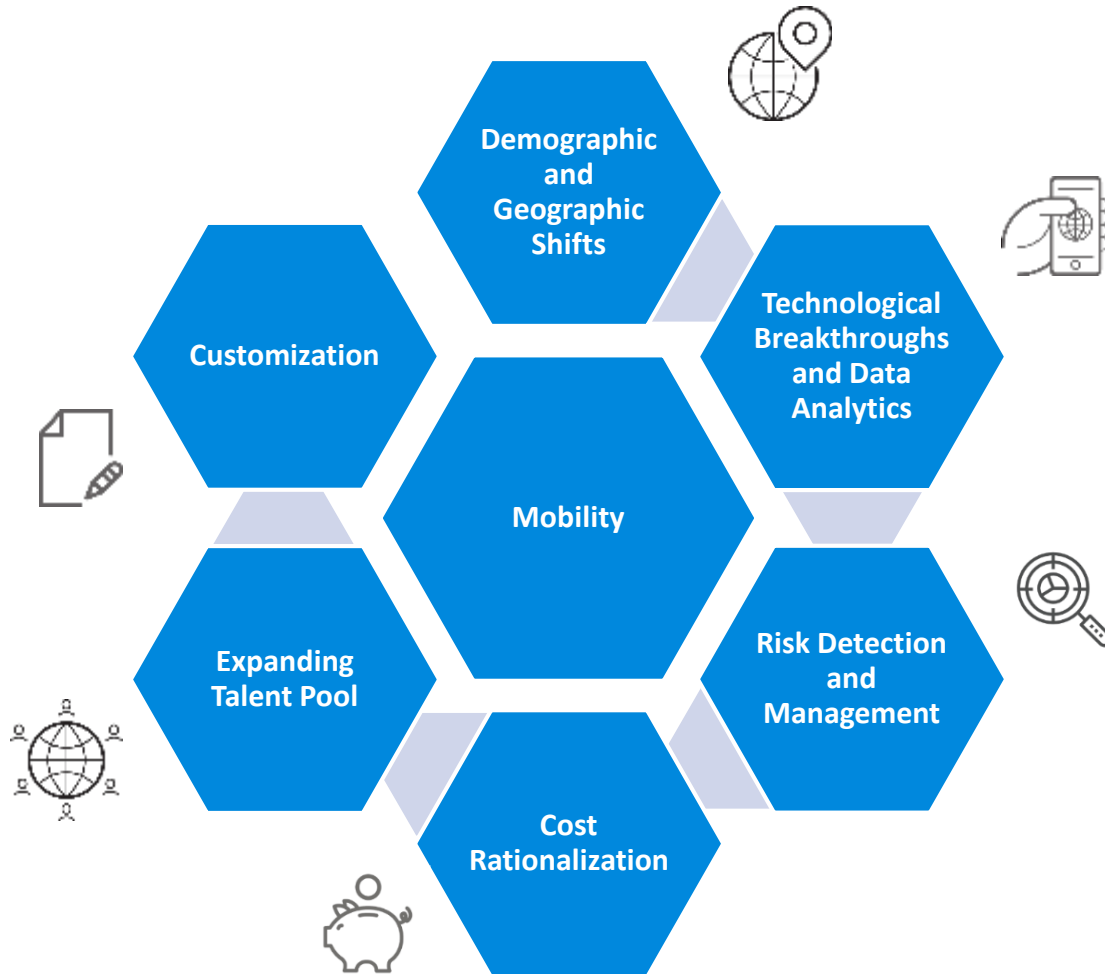 Demographic
and
Geographic
Shifts
Technological
Breakthroughs
and Data
Analytics
Risk Detection
and
Management
Cost
Rationalization
Expanding
Talent Pool
Customization
Mobility